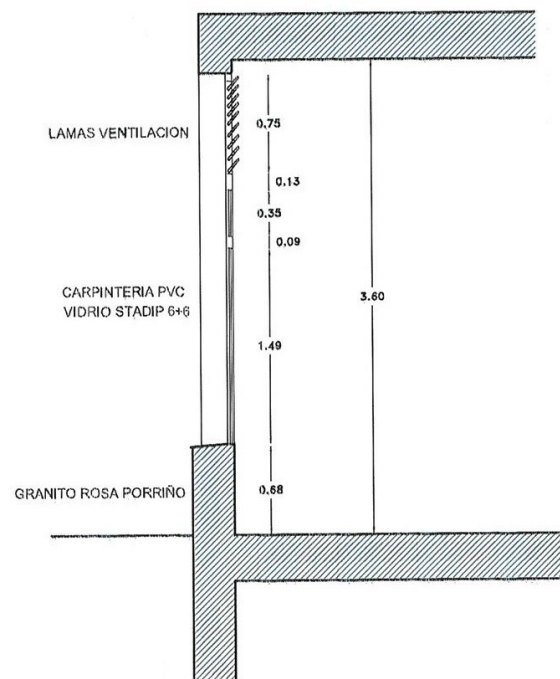 LAMAS VENTILACION
0,75
0.13
0.35
0.09
CARPINTERIA PVC
VIDRIO STADIP 6+6
3.60
1.49
GRANITO ROSA PORRIÑO
0,68